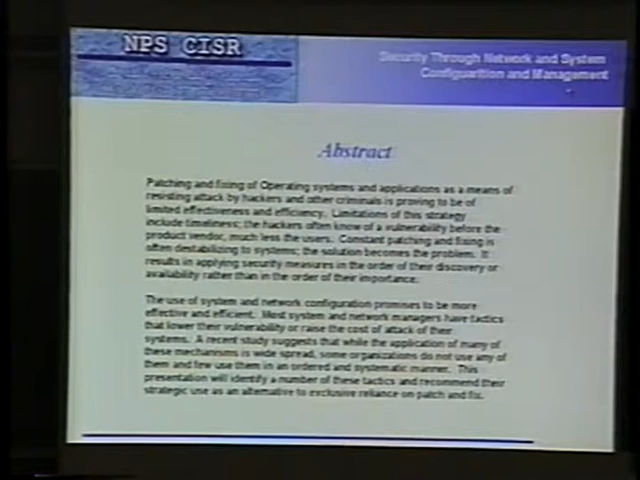 NPS CISR
Security Through Network and System
Configuartion and Management
Abstract
Patching and fixing of Operating systems and applications as a means of
resisting attack by hackers and other criminals is proving to be of
limited effectiveness and efficiency. Limitations of this strategy
include timeliness; the hackers often know of a vulnerability before the
product vendor, much less the users. Constant patching and fixing is
often destabilizing to systems; the solution becomes the problem. It
results in applying security measures in the order of their discovery or
availability rather than in the order of their importance.
The use of system and network configuration promises to be more
effective and efficient. Most system and network managers have tactics
that lower their vulnerability or raise the cost of attack of their
systems. A recent study suggests that while the application of many of
these mechanisms is wide spread, some organizations do not use any of
them and few use them in an ordered and systematic manner. This
presentation will identify a number of these tactics and recommend their
strategic use as an alternative to exclusive reliance on patch and fix.